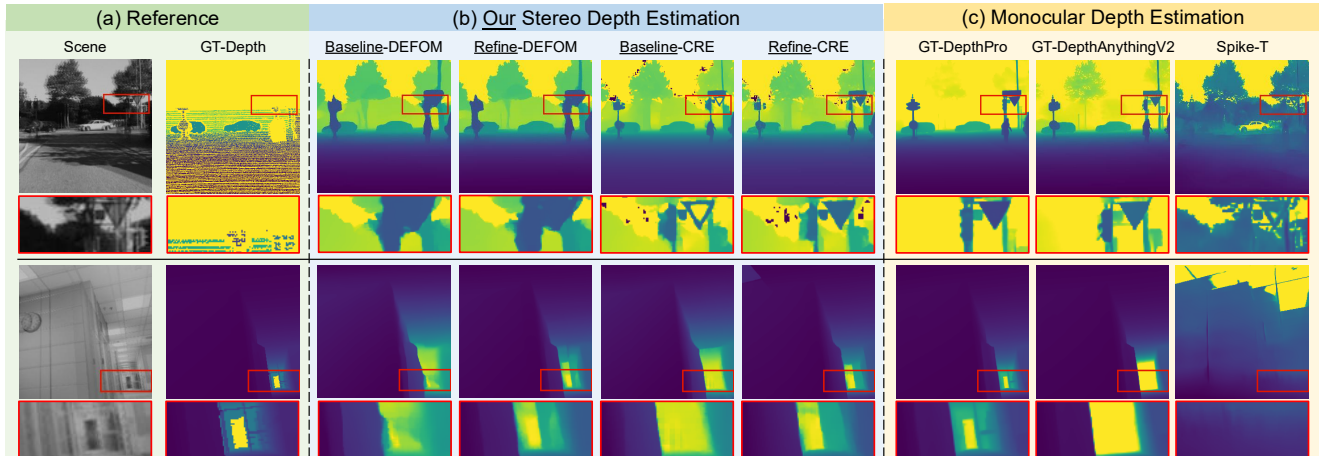 (a) Reference
(b) Our Stereo Depth Estimation
(c) Monocular Depth Estimation
Scene
GT-Depth
Baseline-DEFOM
Refine-DEFOM
Baseline-CRE
Refine-CRE
GT-DepthPro
GT-DepthAnythingV2
Spike-T